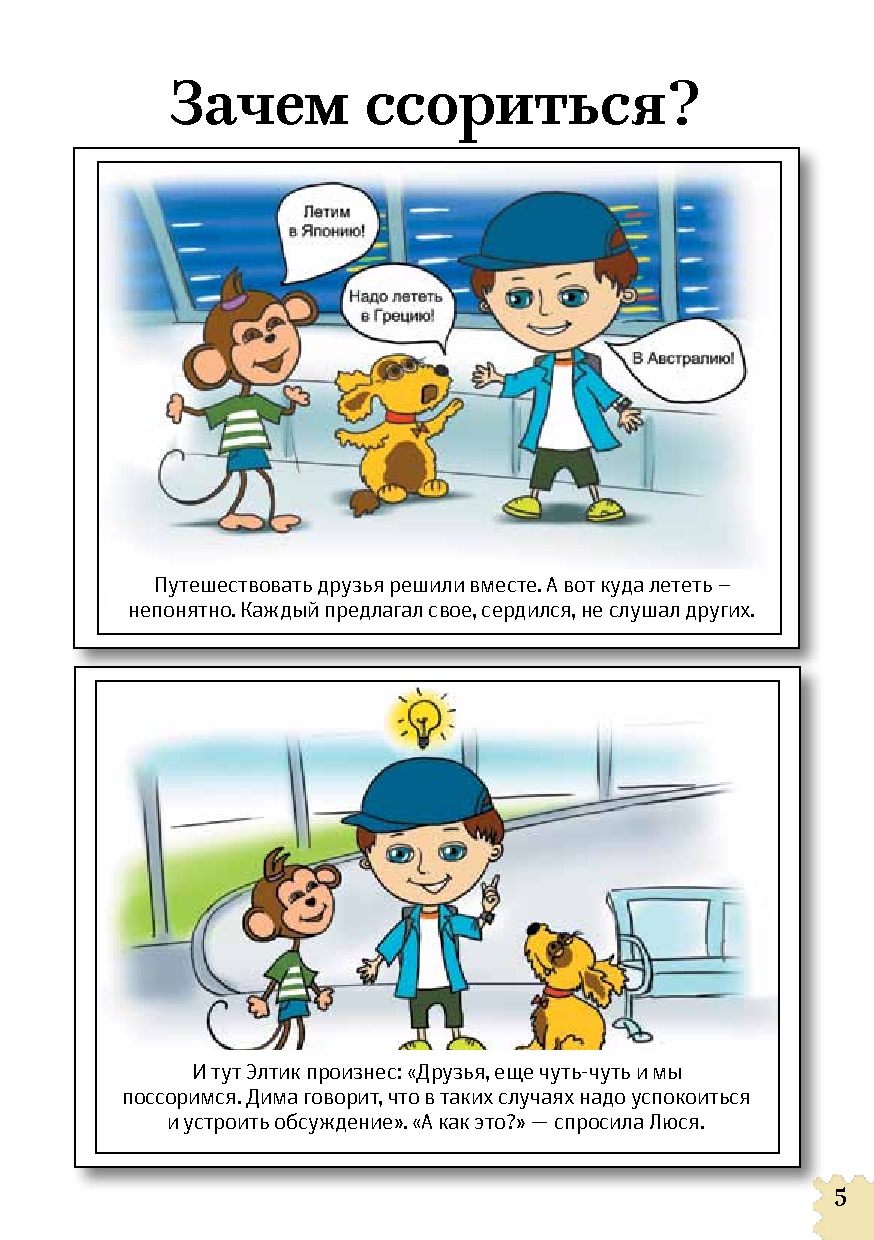 Зачем ссориться?
Летим
в Японию!
Надо лететь
в Грецию!
В Австралию!
Путешествовать друзья решили вместе. А вот куда лететь –
непонятно. Каждый предлагал свое, сердился, не слушал других.
И тут Элтик произнес: «Друзья, еще чуть-чуть и мы
поссоримся. Дима говорит, что в таких случаях надо успокоиться
и устроить обсуждение». «А как это?» — спросила Люся.
5